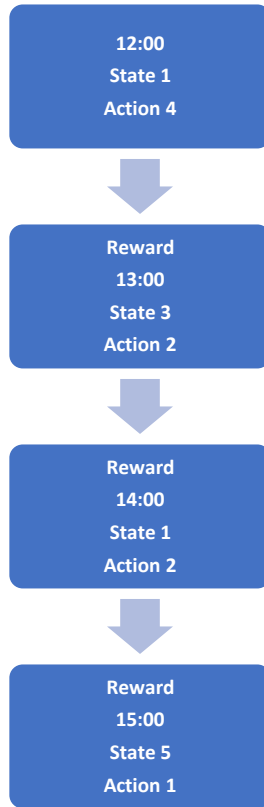 12:00
State 1
Action 4
Reward
13:00
State 3
Action 2
Reward
14:00
State 1
Action 2
Reward
15:00
State 5
Action 1